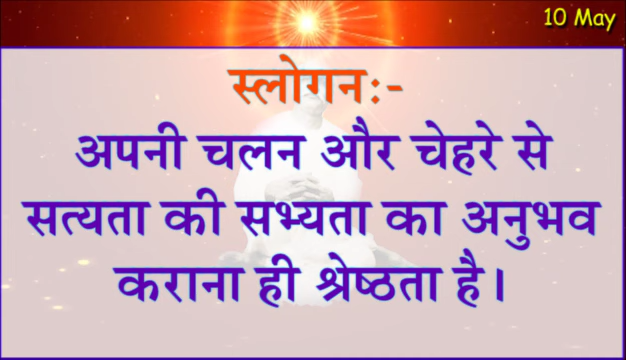 10 May
स्लोगनः-
अपनी चलन और चेहरे से
सत्यता की सभ्यता का अनुभव
कराना ही श्रेष्ठता है।